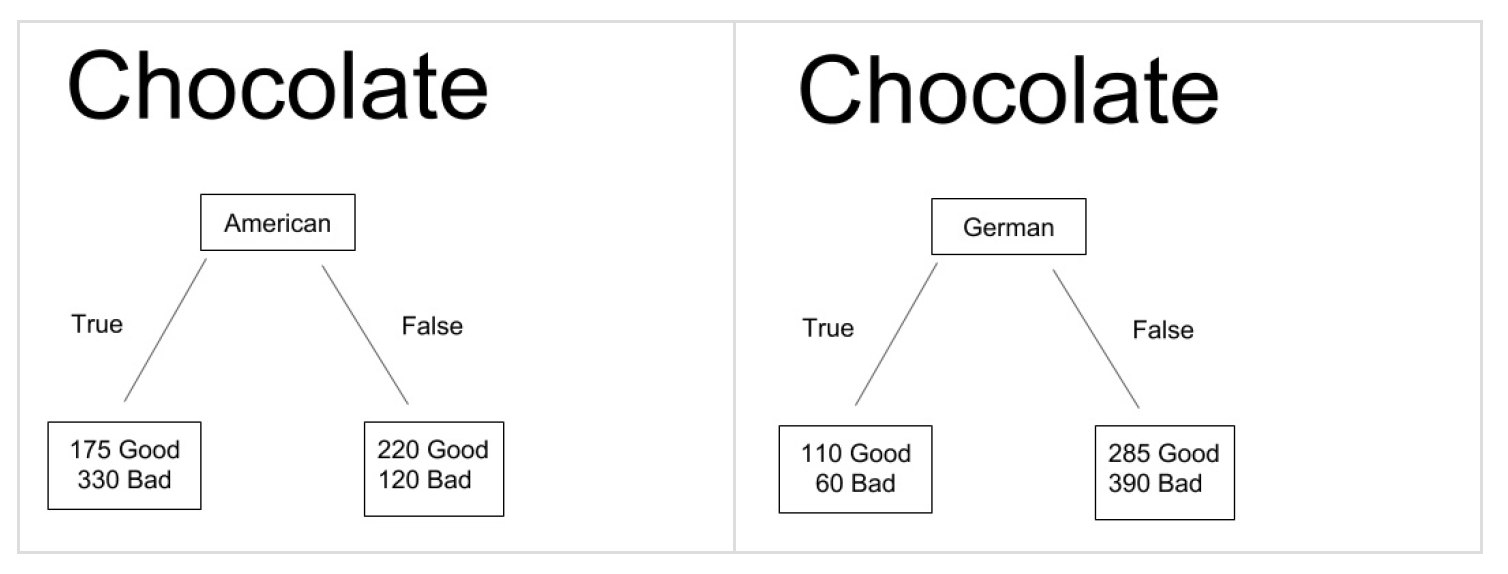 Chocolate
American
True
False
175 Good
330 Bad
220 Good
120 Bad
Chocolate
German
True
False
110 Good
60 Bad
285 Good
390 Bad